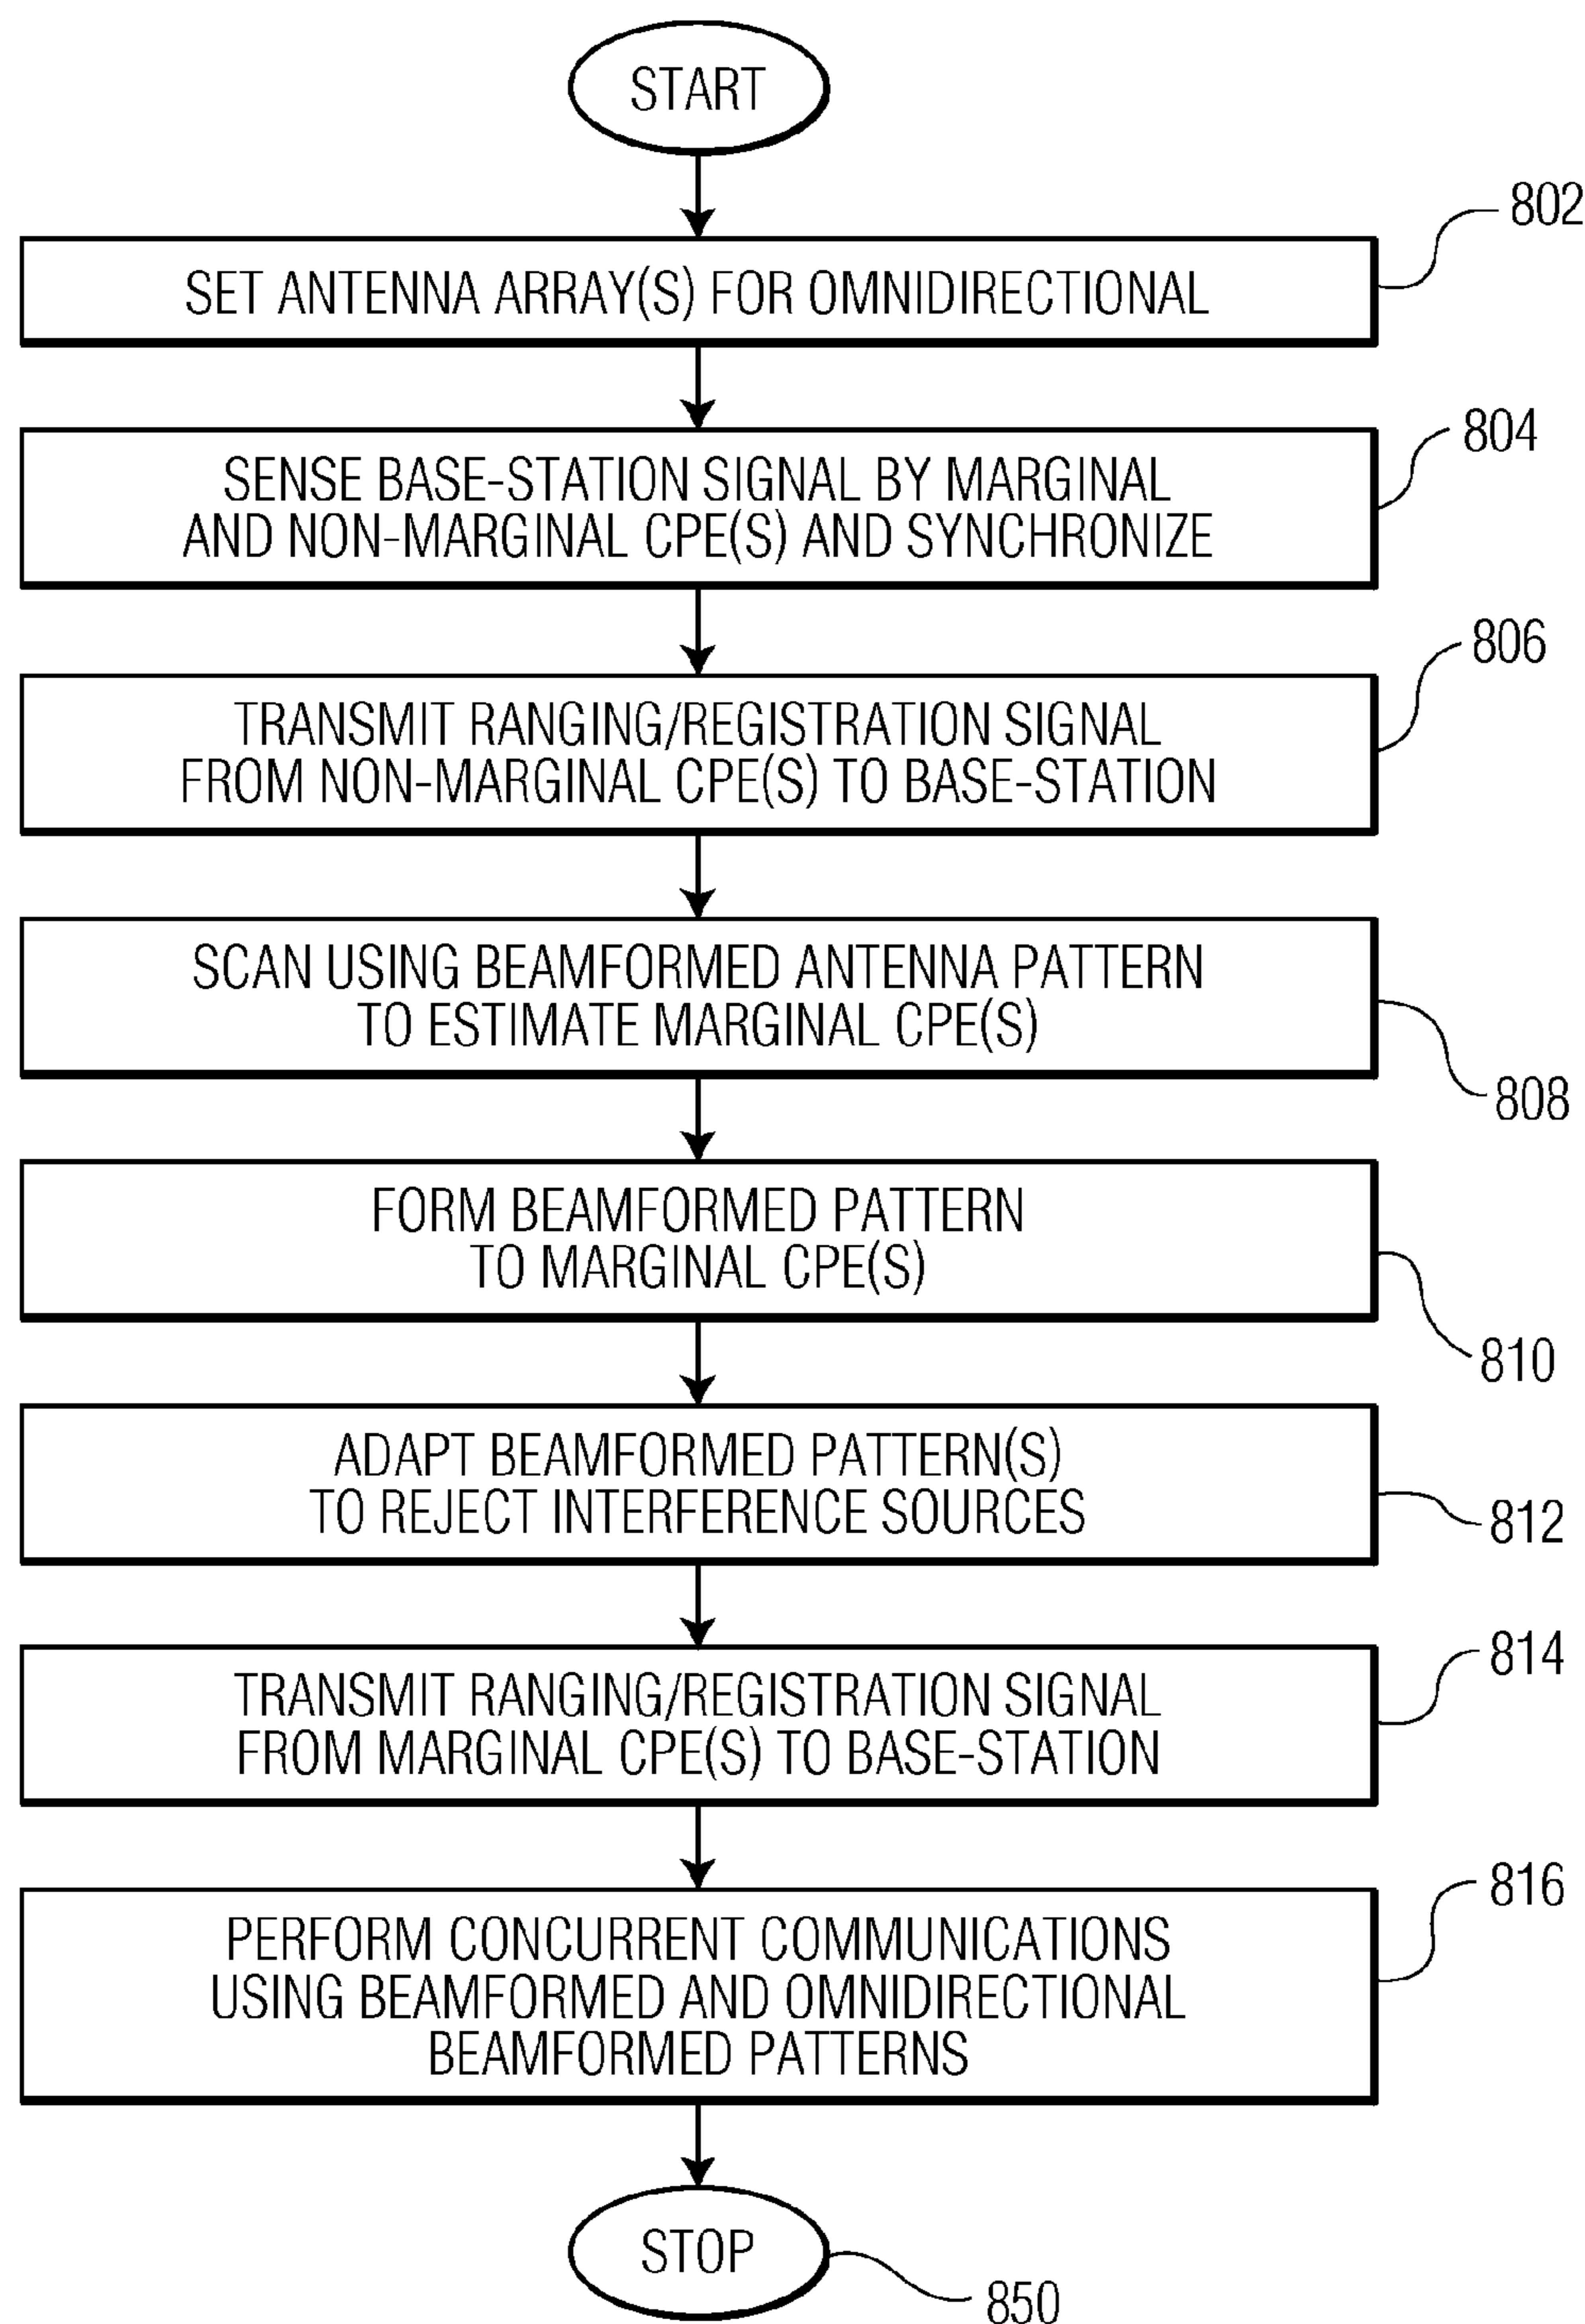 START
802
SET ANTENNA ARRAY(S) FOR OMNIDIRECTIONAL
804
SENSE BASE-STATION SIGNAL BY MARGINAL
AND NON-MARGINAL CPE(S) AND SYNCHRONIZE
806
TRANSMIT RANGING/REGISTRATION SIGNAL
FROM NON-MARGINAL CPE(S) TO BASE-STATION
SCAN USING BEAMFORMED ANTENNA PATTERN
TO ESTIMATE MARGINAL CPE(S)
808
FORM BEAMFORMED PATTERN
TO MARGINAL CPE(S)
810
ADAPT BEAMFORMED PATTERN(S)
TO REJECT INTERFERENCE SOURCES
812
814
TRANSMIT RANGING/REGISTRATION SIGNAL
FROM MARGINAL CPE(S) TO BASE-STATION
816
PERFORM CONCURRENT COMMUNICATIONS
USING BEAMFORMED AND OMNIDIRECTIONAL
BEAMFORMED PATTERNS
STOP
850